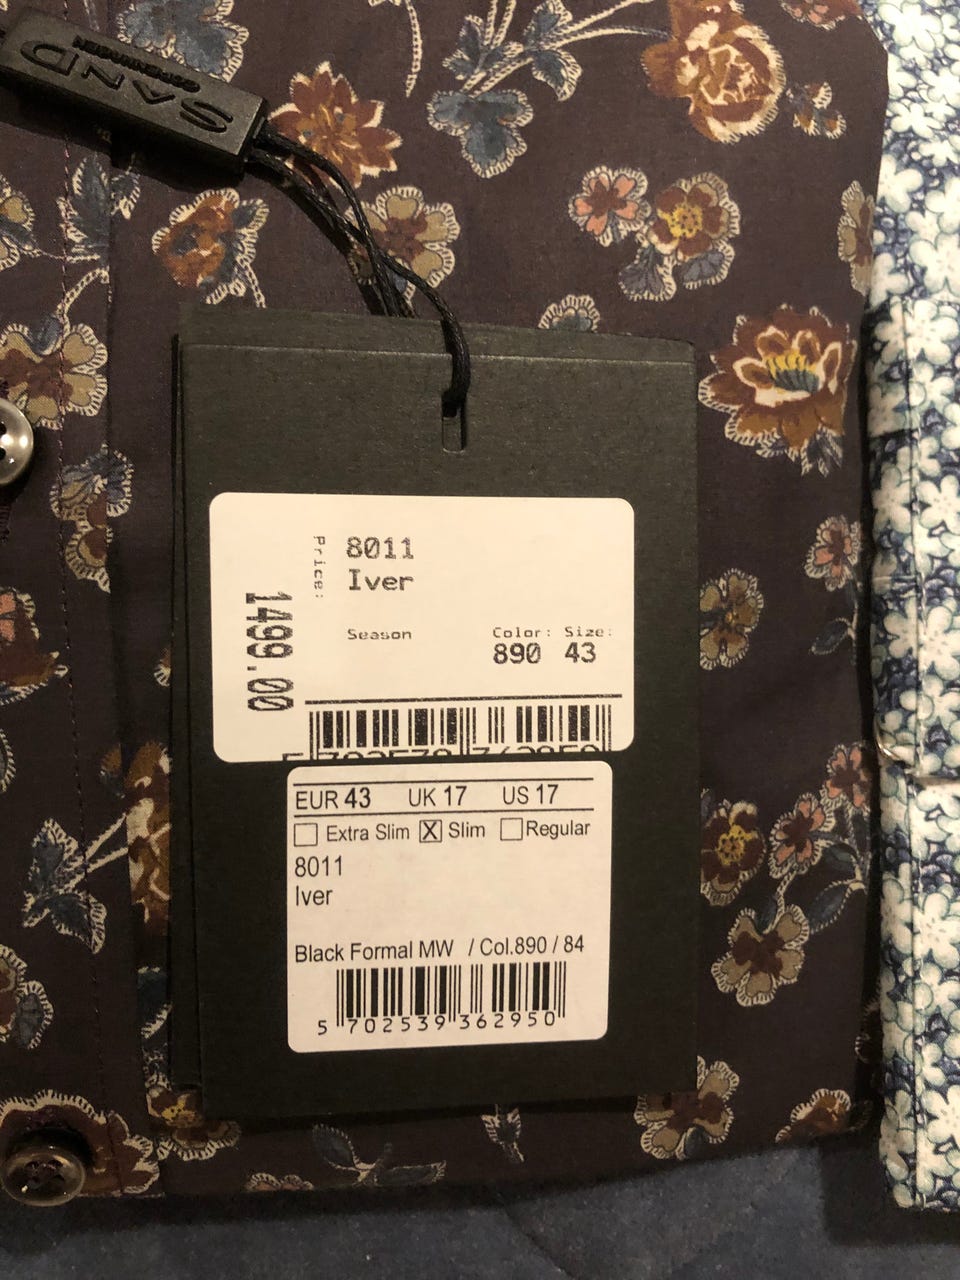 SAND
COPENHAGEN
Price:
1499.00
8011
Iver
Season
Color: Size:
890 43
EUR 43 UK 17 US 17
Extra Slim X Slim Regular
8011
Iver
Black Formal MW / Col.890 / 84
5 702539 362950